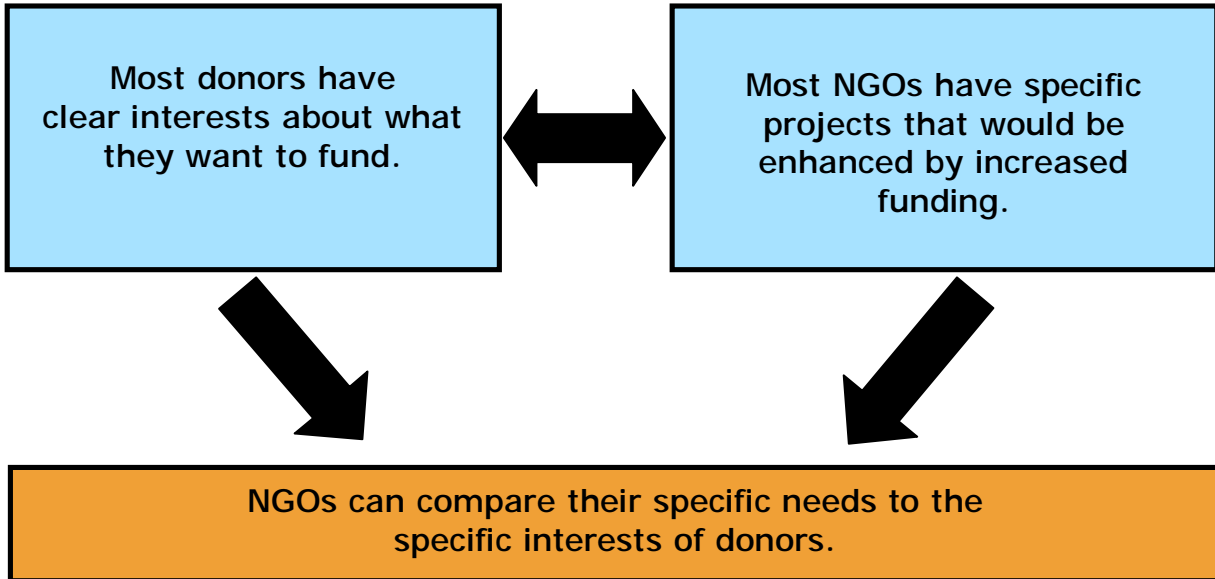 Most donors have
clear interests about what
they want to fund.
Most NGOs have specific
projects that would be
enhanced by increased
funding.
NGOs can compare their specific needs to the
specific interests of donors.